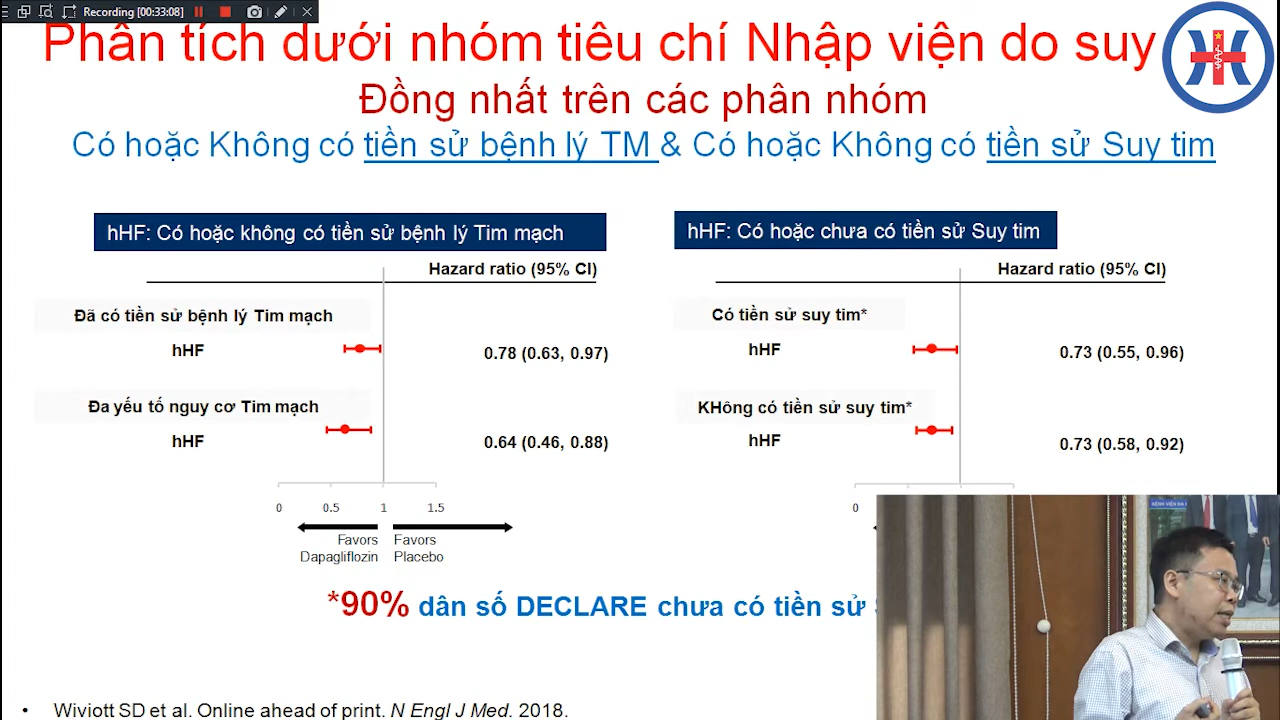 Recording [00:33:08]
Phân tích dưới nhóm tiêu chí Nhập viện do suy
Đồng nhất trên các phân nhóm
Có hoặc Không có tiền sử bệnh lý TM & Có hoặc Không có tiền sử Suy tim
hHF: Có hoặc không có tiền sử bệnh lý Tim mạch
Hazard ratio (95% CI)
Đã có tiền sử bệnh lý Tim mạch
hHF
0.78 (0.63, 0.97)
Đa yếu tố nguy cơ Tim mạch
hHF
0.64 (0.46, 0.88)
0 0.5 1 1.5
Favors Dapagliflozin
Favors Placebo
hHF: Có hoặc chưa có tiền sử Suy tim
Hazard ratio (95% CI)
Có tiền sử suy tim*
hHF
0.73 (0.55, 0.96)
KHông có tiền sử suy tim*
hHF
0.73 (0.58, 0.92)
0
*90% dân số DECLARE chưa có tiền sử
BỆNH VIỆN ĐA
• Wiviott SD et al. Online ahead of print. N Engl J Med. 2018.